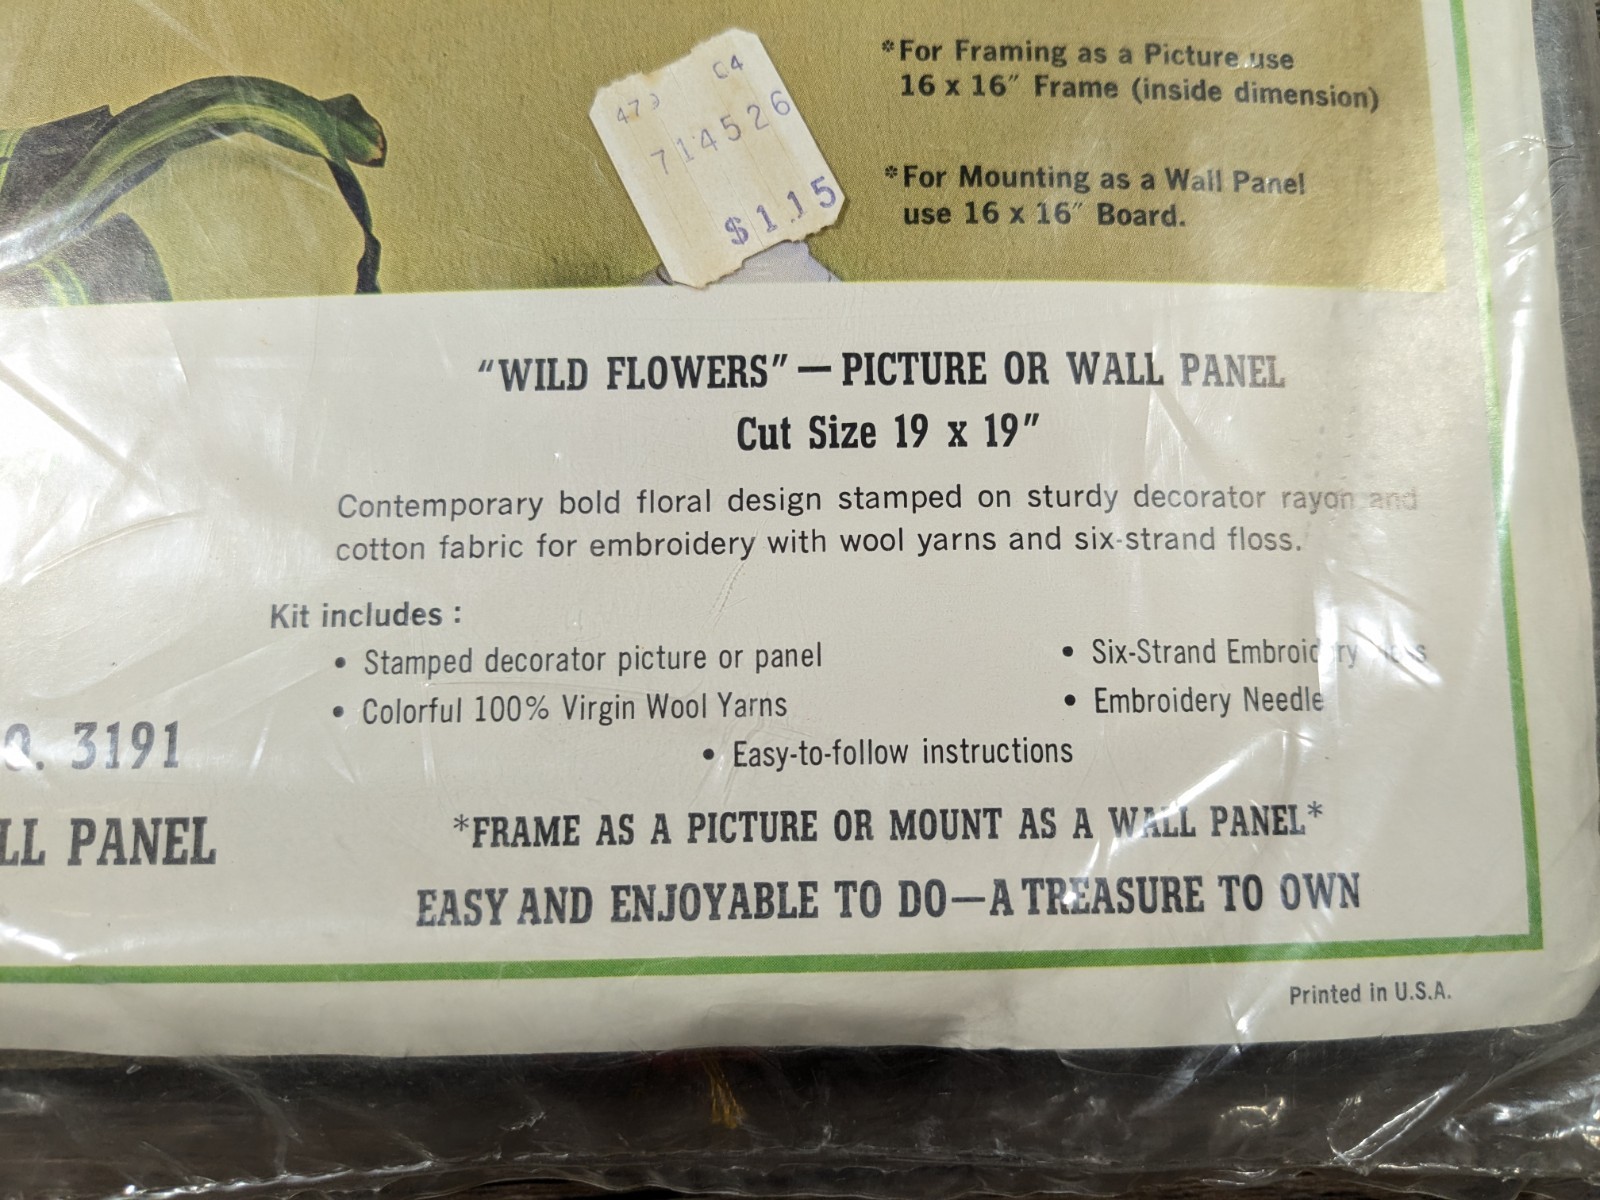 *For Framing as a Picture use
16 x 16" Frame (inside dimension)
*For Mounting as a Wall Panel
use 16 x 16" Board.
64
714526
$1.15
"WILD FLOWERS" — PICTURE OR WALL PANEL
Cut Size 19 x 19"
Contemporary bold floral design stamped on sturdy decorator rayon and
cotton fabric for embroidery with wool yarns and six-strand floss.
Kit includes :
• Stamped decorator picture or panel
• Colorful 100% Virgin Wool Yarns
• Six-Strand Embroidery
• Embroidery Needle
• Easy-to-follow instructions
3191
PANEL
*FRAME AS A PICTURE OR MOUNT AS A WALL PANEL*
EASY AND ENJOYABLE TO DO—A TREASURE TO OWN
Printed in U.S.A.